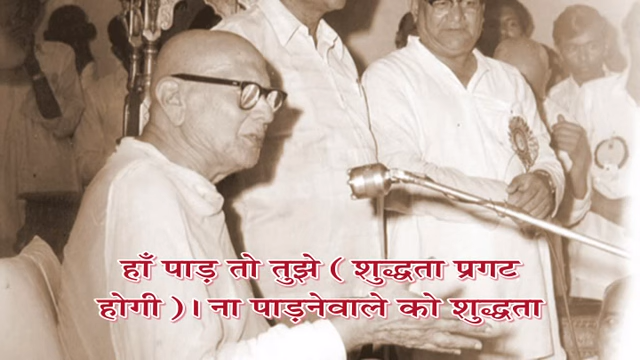 हाँ पाड़ तो तुझे ( शुद्धता प्रगट
होगी )। ना पाड़नेवाले को शुद्धता